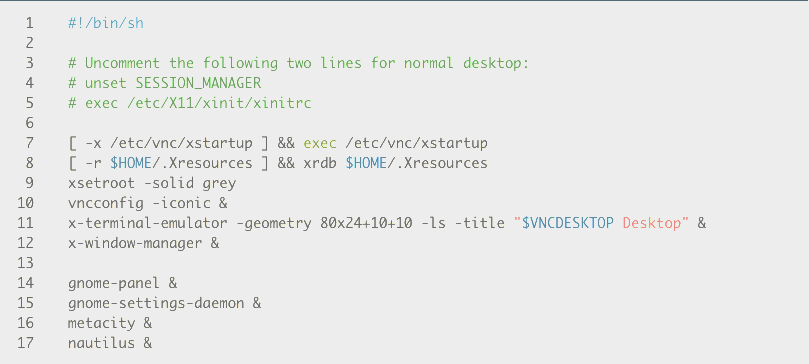 1 #!/bin/sh
2
3 # Uncomment the following two lines for normal desktop:
4 # unset SESSION_MANAGER
5 # exec /etc/X11/xinit/xinitrc
6
7 [ -x /etc/vnc/xstartup ] && exec /etc/vnc/xstartup
8 [ -r $HOME/.Xresources ] && xrdb $HOME/.Xresources
9 xsetroot -solid grey
10 vncconfig -iconic &
11 x-terminal-emulator -geometry 80x24+10+10 -ls -title "$VNCDESKTOP Desktop" &
12 x-window-manager &
13
14 gnome-panel &
15 gnome-settings-daemon &
16 metacity &
17 nautilus &